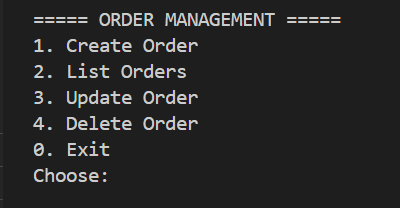 ===== ORDER MANAGEMENT =====
1. Create Order
2. List Orders
3. Update Order
4. Delete Order
0. Exit
Choose: